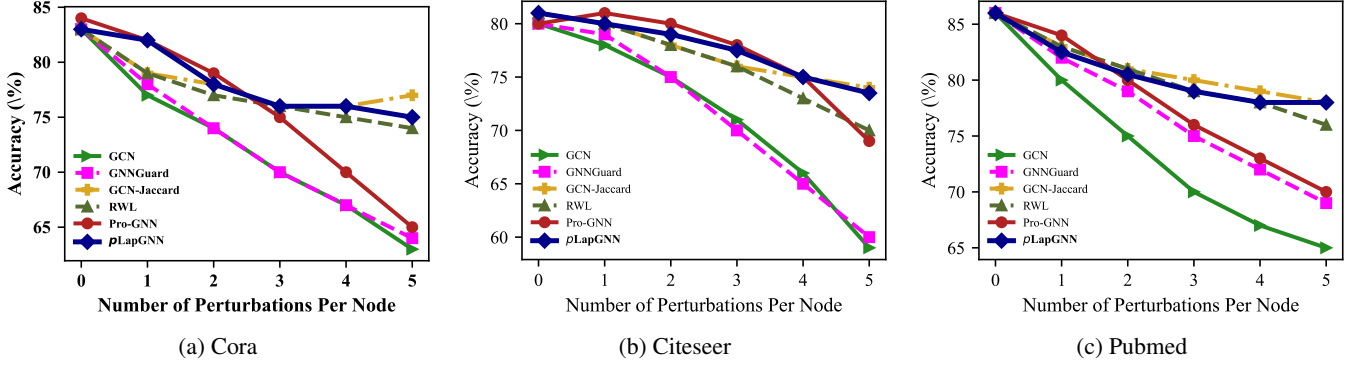 85
80
75
70
65
Accuracy (\%)
GCN
GNNGuard
GCN-Jaccard
RWL
Pro-GNN
pLapGNN
0 1 2 3 4 5
Number of Perturbations Per Node
(a) Cora
80
75
70
65
60
Accuracy (\%)
GCN
GNNGuard
GCN-Jaccard
RWL
Pro-GNN
pLapGNN
0 1 2 3 4 5
Number of Perturbations Per Node
(b) Citeseer
85
80
75
70
65
Accuracy (\%)
GCN
GNNGuard
GCN-Jaccard
RWL
Pro-GNN
pLapGNN
0 1 2 3 4 5
Number of Perturbations Per Node
(c) Pubmed